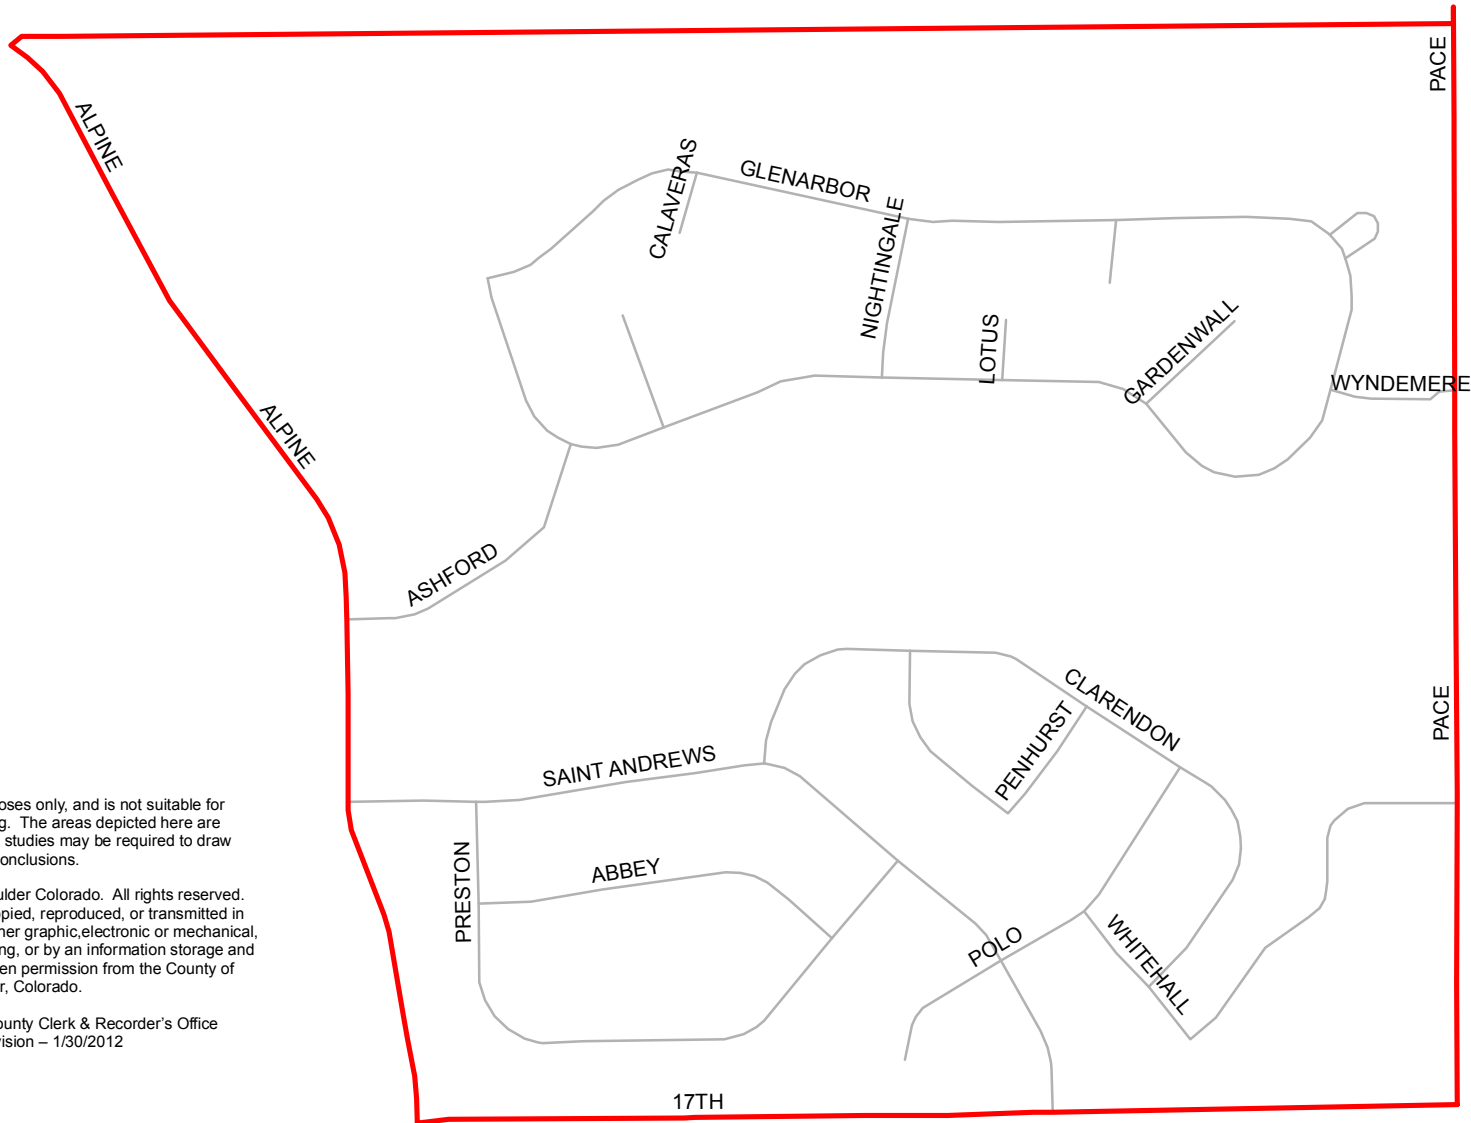 PACE
ALPINE
CALAVERAS
GLENARBOR
NIGHTINGALE
LOTUS
GARDENWALL
WYNDEMERE
ALPINE
ASHFORD
CLARENDON
PENHURST
PACE
SAINT ANDREWS
PRESTON
ABBEY
POLO
WHITEHALL
17TH
oses only, and is not suitable for
g. The areas depicted here are
studies may be required to draw
onclusions.
ulder Colorado. All rights reserved.
pied, reproduced, or transmitted in
her graphic,electronic or mechanical,
ng, or by an information storage and
en permission from the County of
r, Colorado.
ounty Clerk & Recorder's Office
vision – 1/30/2012